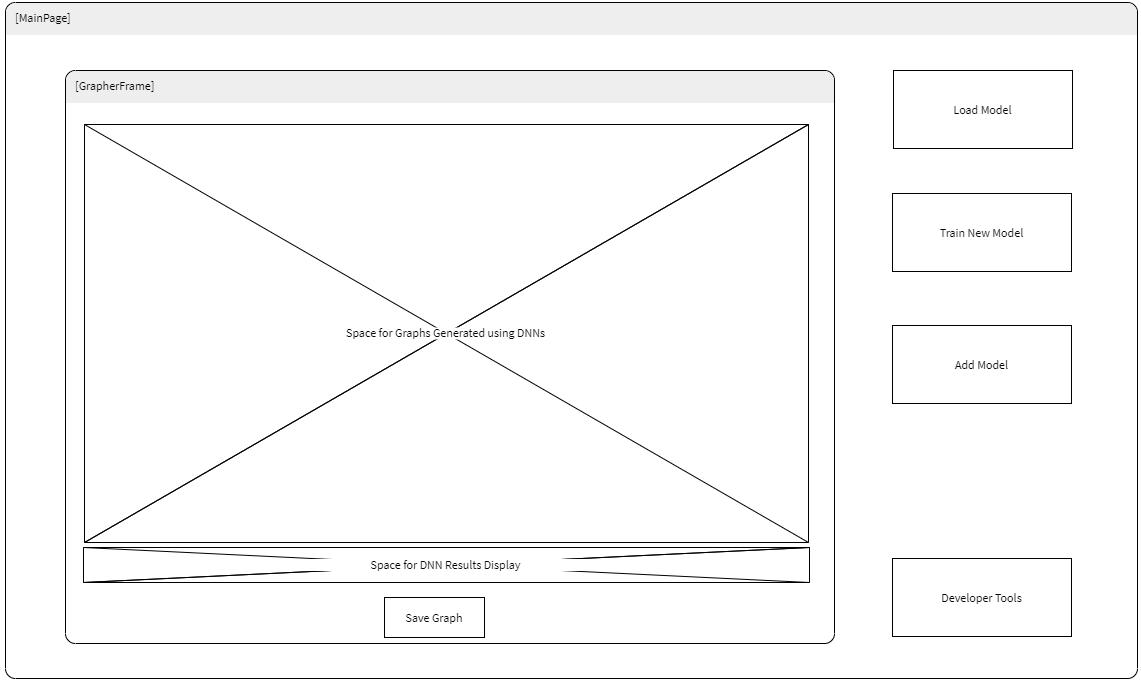 [MainPage]
[GrapherFrame]
Load Model
Train New Model
Space for Graphs Generated using DNNs
Add Model
Space for DNN Results Display
Developer Tools
Save Graph